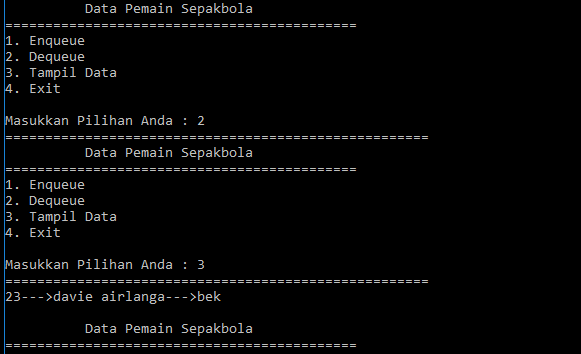 Data Pemain Sepakbola
============================================
1. Enqueue
2. Dequeue
3. Tampil Data
4. Exit
Masukkan Pilihan Anda : 2
=====================================================
Data Pemain Sepakbola
============================================
1. Enqueue
2. Dequeue
3. Tampil Data
4. Exit
Masukkan Pilihan Anda : 3
=====================================================
23--->davie airlanga--->bek
Data Pemain Sepakbola
============================================